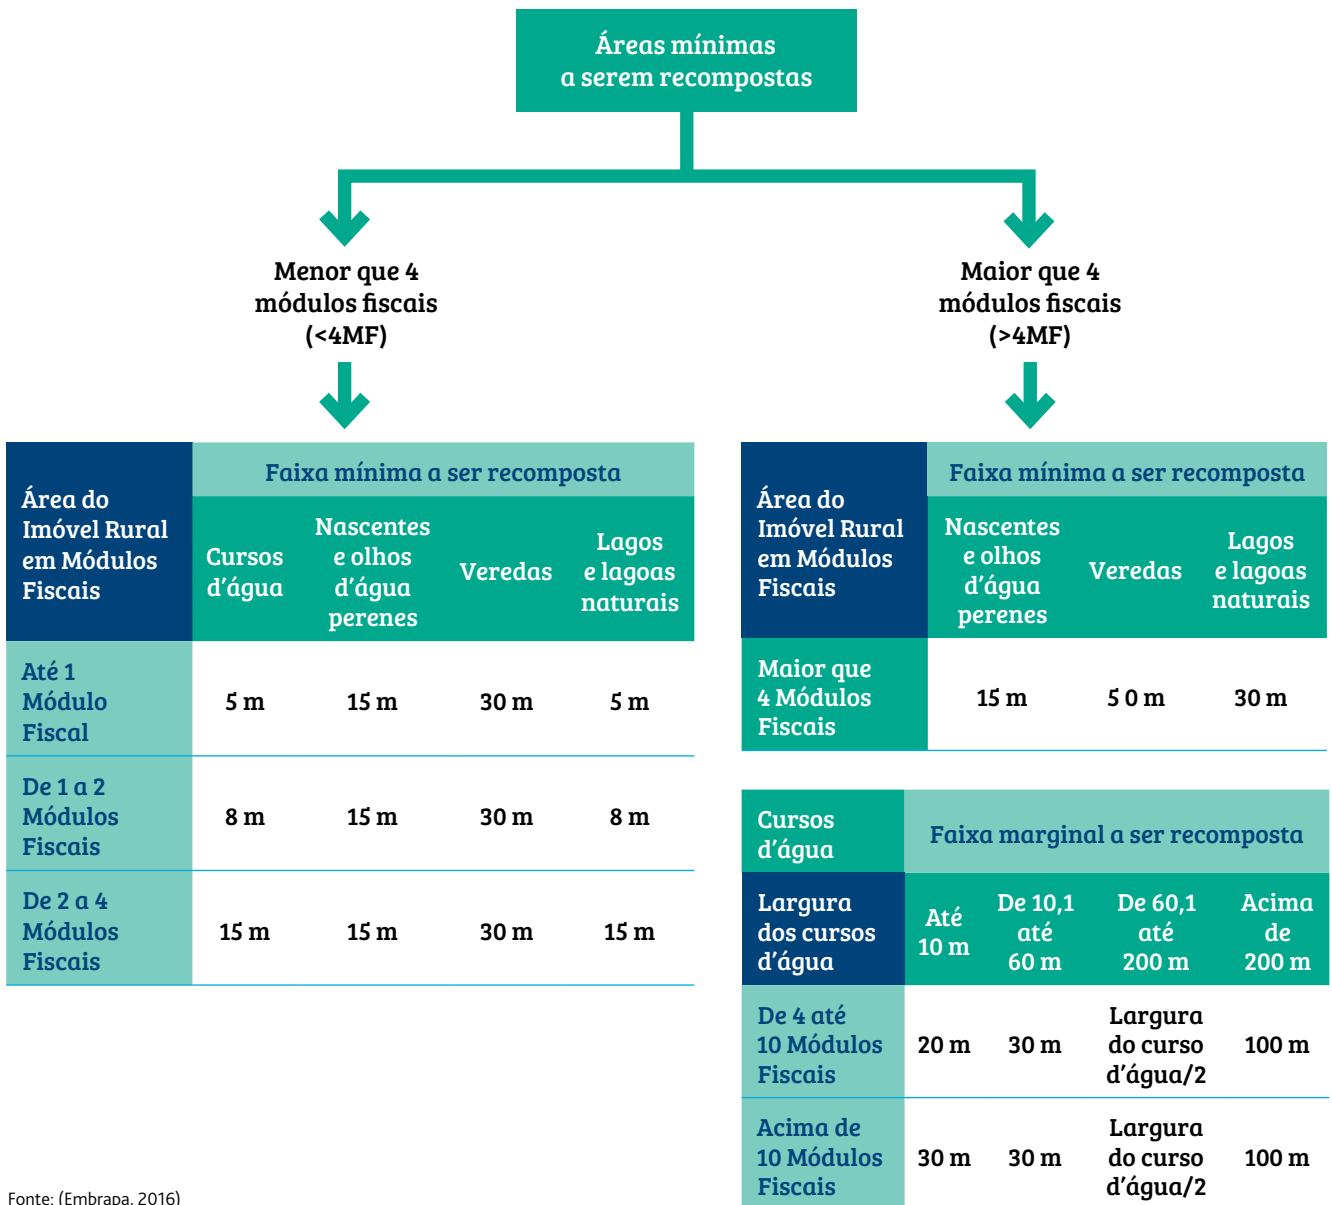 Áreas mínimas
a serem recompostas
Menor que 4
módulos fiscais
(<4MF)
Maior que 4
módulos fiscais
(>4MF)
Área do
Imóvel Rural
em Módulos
Fiscais
Faixa mínima a ser recomposta
Cursos
d’água
Nascentes
e olhos
d’água
perenes
Veredas
Lagos
e lagoas
naturais
Até 1
Módulo
Fiscal
5 m
15 m
30 m
5 m
De 1 a 2
Módulos
Fiscais
8 m
15 m
30 m
8 m
De 2 a 4
Módulos
Fiscais
15 m
15 m
30 m
15 m
Área do
Imóvel Rural
em Módulos
Fiscais
Faixa mínima a ser recomposta
Nascentes
e olhos
d’água
perenes
Veredas
Lagos
e lagoas
naturais
Maior que
4 Módulos
Fiscais
15 m
5 0 m
30 m
Cursos
d’água
Faixa marginal a ser recomposta
Largura
dos cursos
d’água
Até
10 m
De 10,1
até
60 m
De 60,1
até
200 m
Acima
de
200 m
De 4 até
10 Módulos
Fiscais
20 m
30 m
Largura
do curso
d’água/2
100 m
Acima de
10 Módulos
Fiscais
30 m
30 m
Largura
do curso
d’água/2
100 m
Fonte: (Embrapa, 2016)